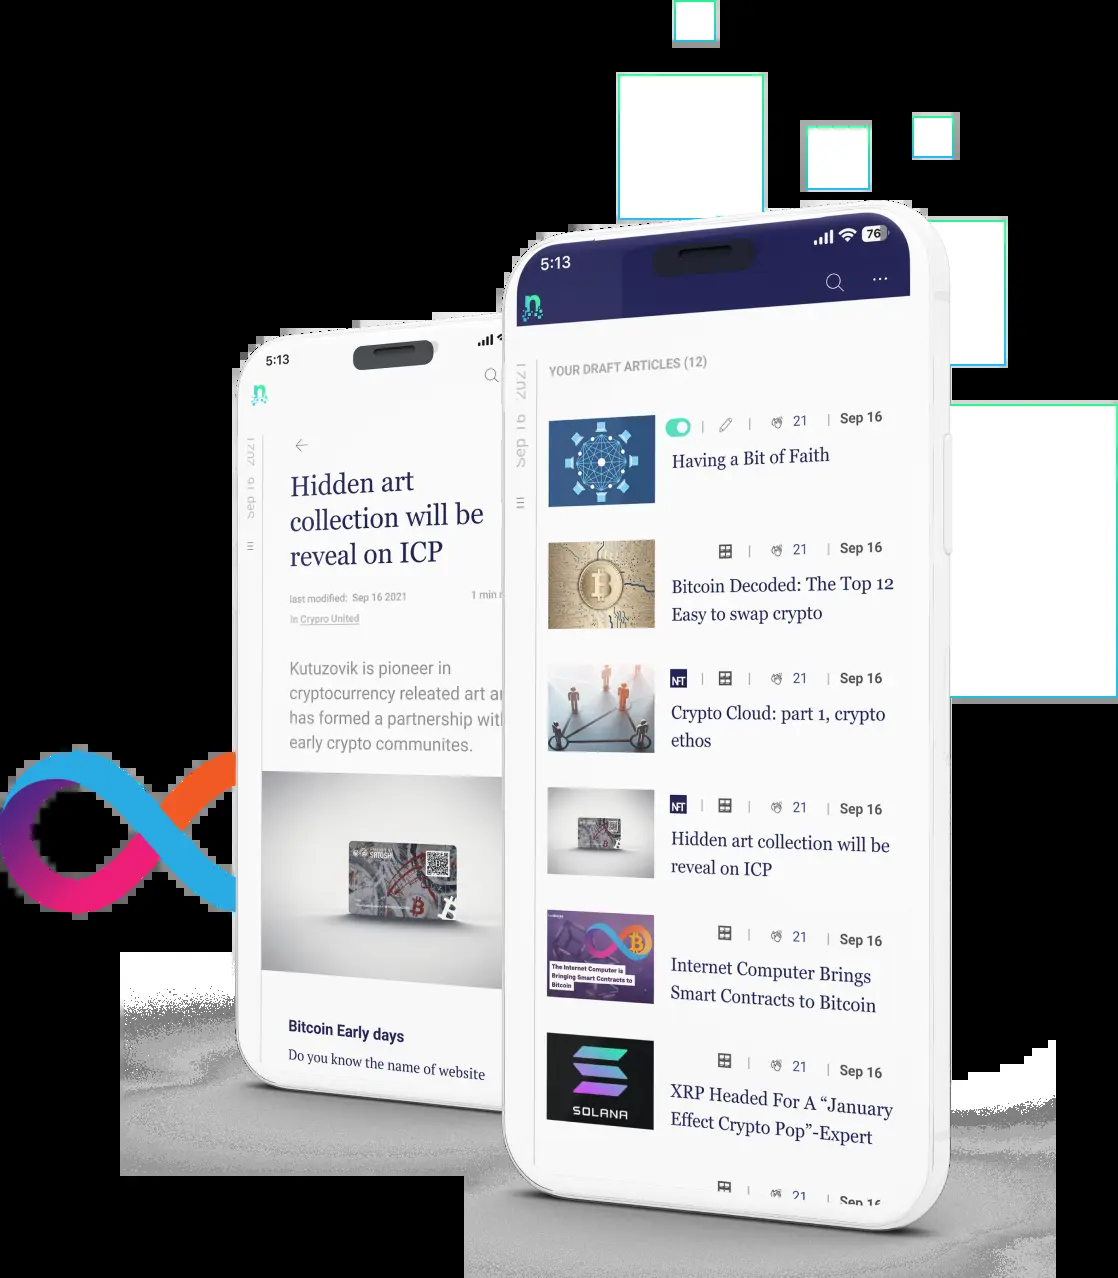 5:13
Sep 16 2021
Hidden art
collection will be
reveal on ICP
last modified: Sep 16 2021
1 min
In Crypro United
Kutuzovik is pioneer in
cryptocurrency releated art
has formed a partnership
early crypto communites.
SATOSHI
Bitcoin Early days
Do you know the name of website
5:13
76
n
Sep 16 2021
YOUR DRAFT ARTICLES (12)
21 | Sep 16
Having a Bit of Faith
21 | Sep 16
Bitcoin Decoded: The Top 12
Easy to swap crypto
NFT | 21 | Sep 16
Crypto Cloud: part 1, crypto
ethos
NFT | 21 | Sep 16
Hidden art collection will be
reveal on ICP
The Internet Computer is
Bringing Smart Contracts to
Bitcoin
21 | Sep 16
Internet Computer Brings
Smart Contracts to Bitcoin
SOLANA
21 | Sep 16
XRP Headed For A “January
Effect Crypto Pop”-Expert
21 | Sep 16